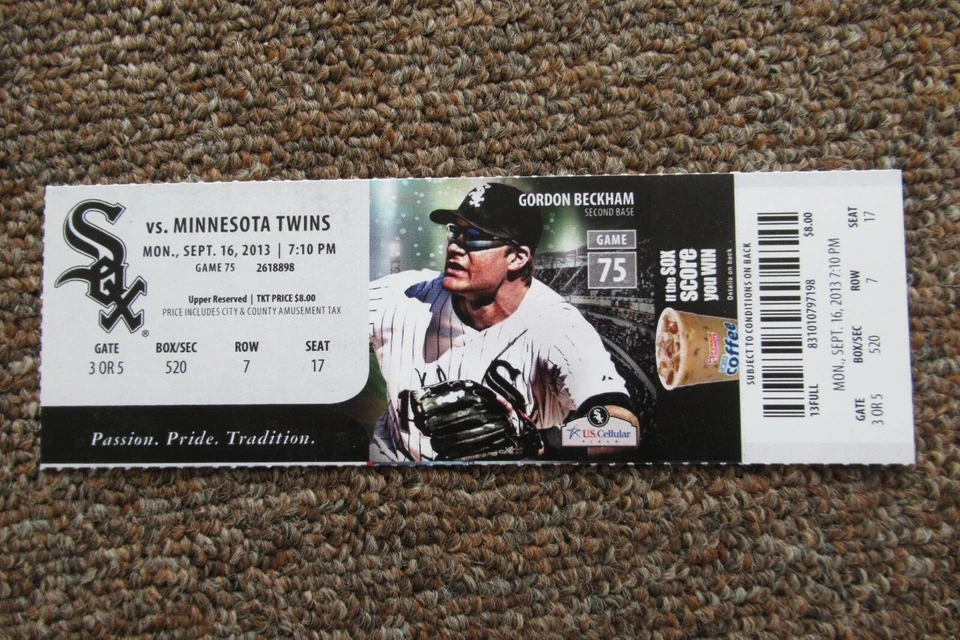 Sox ®
vs. MINNESOTA TWINS
MON., SEPT. 16, 2013 | 7:10 PM
GAME 75 2618898
Upper Reserved | TKT PRICE $8.00
PRICE INCLUDES CITY & COUNTY AMUSEMENT TAX
GATE BOX/SEC ROW SEAT
3 OR 5 520 7 17
Passion. Pride. Tradition.
GORDON BECKHAM
SECOND BASE
GAME
75
Sox
Sox
U.S. Cellular
FIELD
If the SOX
SCORE
you WIN
Details on back
coffee
SUBJECT TO CONDITIONS ON BACK
13FULL 831010797198 $8.00
MON., SEPT. 16, 2013 7:10 PM
GATE BOX/SEC ROW SEAT
3 OR 5 520 7 17